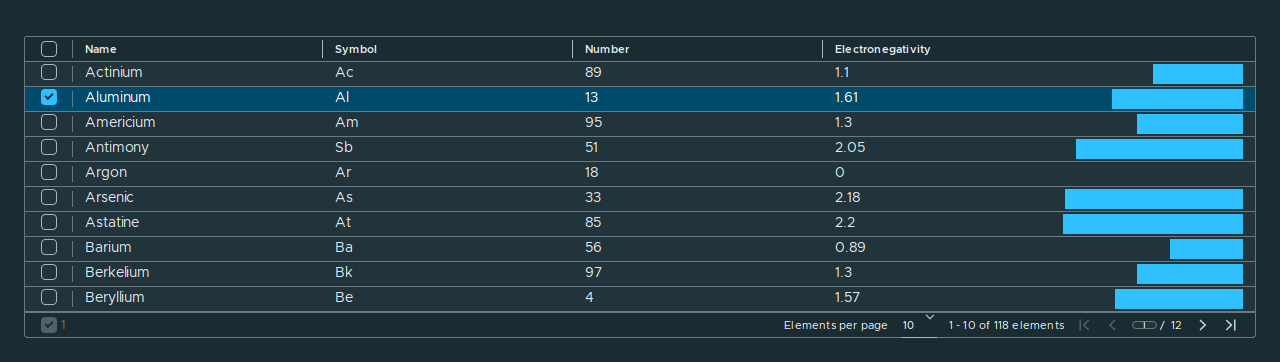 Name Symbol Number Electronegativity
Actinium Ac 89 1.1
Aluminum Al 13 1.61
Americium Am 95 1.3
Antimony Sb 51 2.05
Argon Ar 18 0
Arsenic As 33 2.18
Astatine At 85 2.2
Barium Ba 56 0.89
Berkelium Bk 97 1.3
Beryllium Be 4 1.57
1 Elements per page 10 1 - 10 of 118 elements 1 / 12